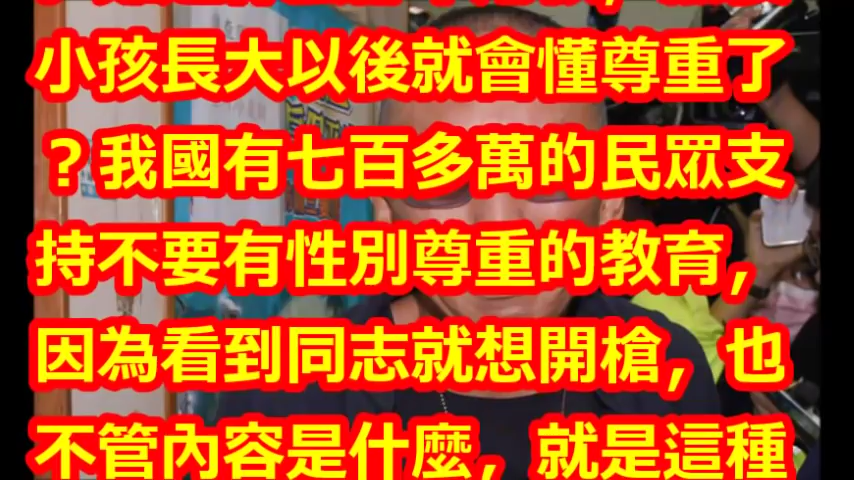 小孩長大以後就會懂尊重了
？我國有七百多萬的民眾支
持不要有性別尊重的教育，
因為看到同志就想開槍，也
不管內容是什麼，就是這種